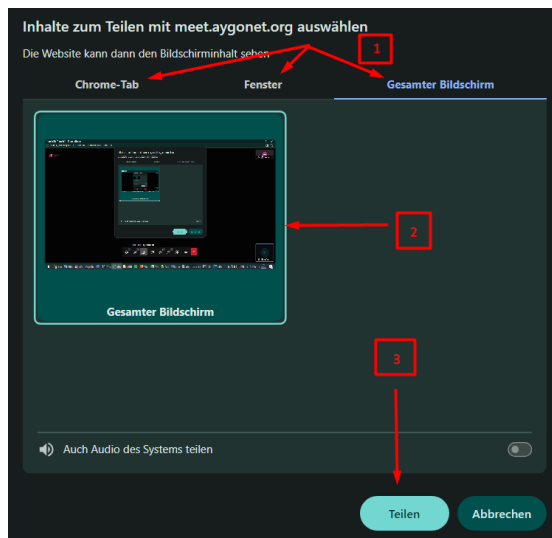 Inhalte zum Teilen mit meet.aygonet.org auswählen
Die Website kann dann den Bildschirminhalt sehen
1
Chrome-Tab
Fenster
Gesamter Bildschirm
2
Gesamter Bildschirm
3
Auch Audio des Systems teilen
Teilen
Abbrechen